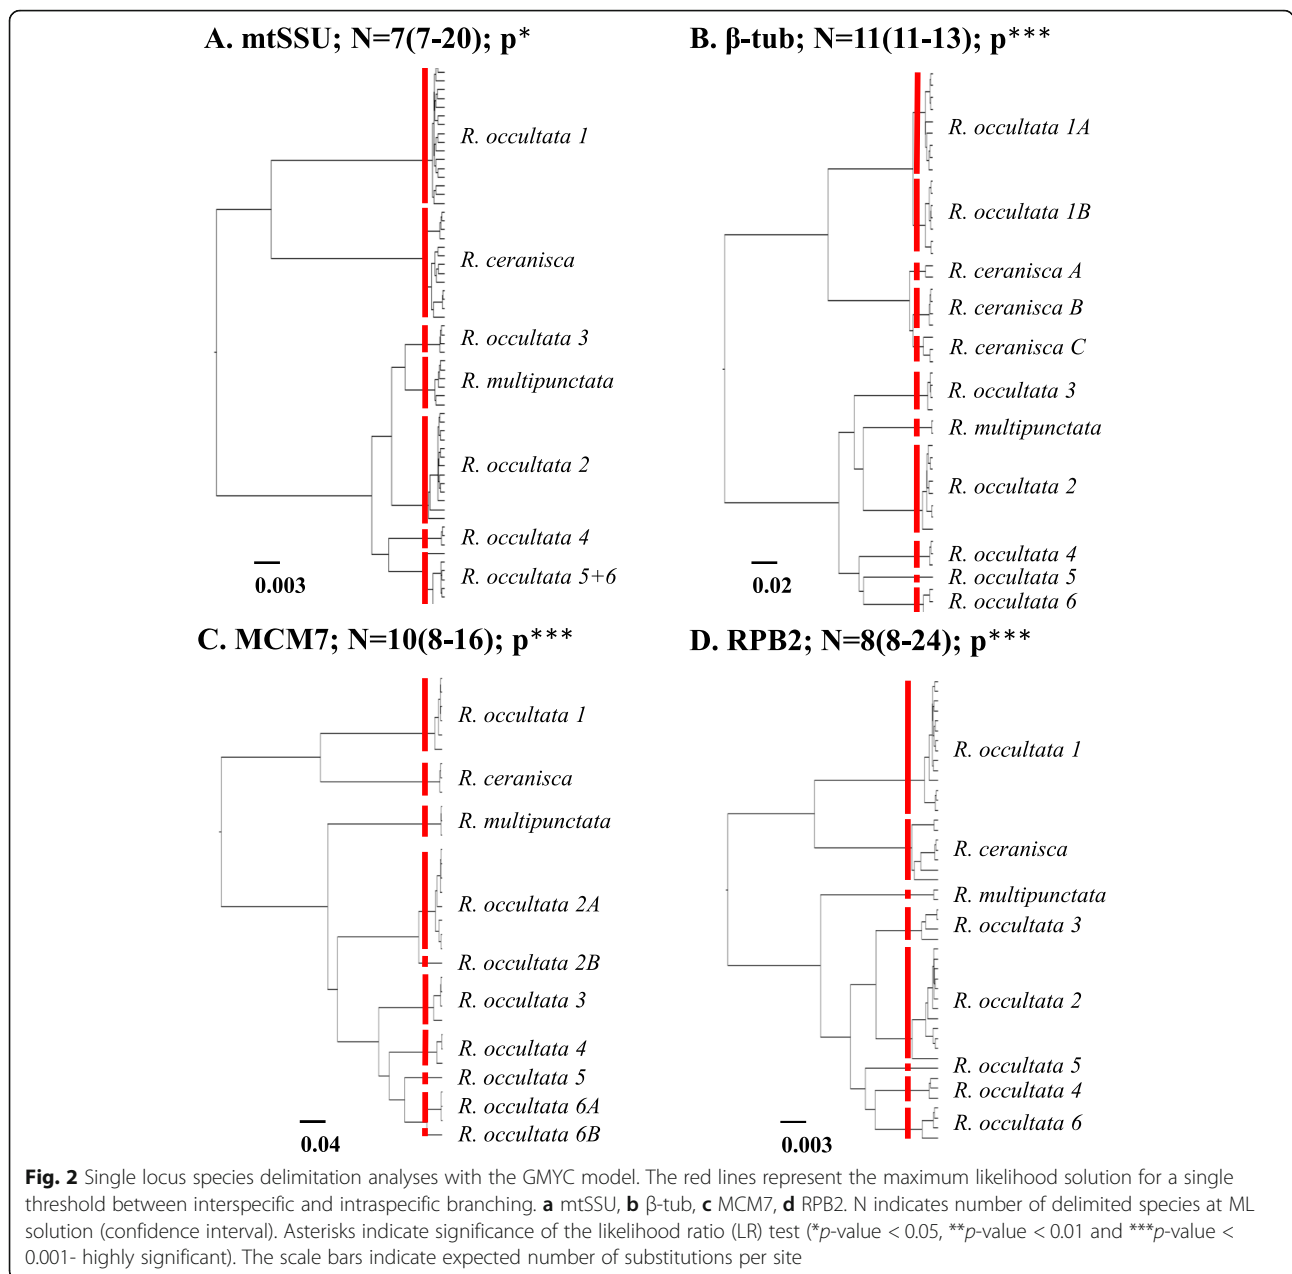 A. mtSSU; N=7(7-20); p*
R. occultata 1
R. ceranisca
R. occultata 3
R. multipunctata
R. occultata 2
R. occultata 4
R. occultata 5+6
0.003
B. β-tub; N=11(11-13); p***
R. occultata 1A
R. occultata 1B
R. ceranisca A
R. ceranisca B
R. ceranisca C
R. occultata 3
R. multipunctata
R. occultata 2
R. occultata 4
R. occultata 5
R. occultata 6
0.02
C. MCM7; N=10(8-16); p***
R. occultata 1
R. ceranisca
R. multipunctata
R. occultata 2A
R. occultata 2B
R. occultata 3
R. occultata 4
R. occultata 5
R. occultata 6A
R. occultata 6B
0.04
D. RPB2; N=8(8-24); p***
R. occultata 1
R. ceranisca
R. multipunctata
R. occultata 3
R. occultata 2
R. occultata 5
R. occultata 4
R. occultata 6
0.003
Fig. 2 Single locus species delimitation analyses with the GMYC model. The red lines represent the maximum likelihood solution for a single
threshold between interspecific and intraspecific branching. a mtSSU, b β-tub, c MCM7, d RPB2. N indicates number of delimited species at ML
solution (confidence interval). Asterisks indicate significance of the likelihood ratio (LR) test (*p-value < 0.05, **p-value < 0.01 and ***p-value <
0.001- highly significant). The scale bars indicate expected number of substitutions per site